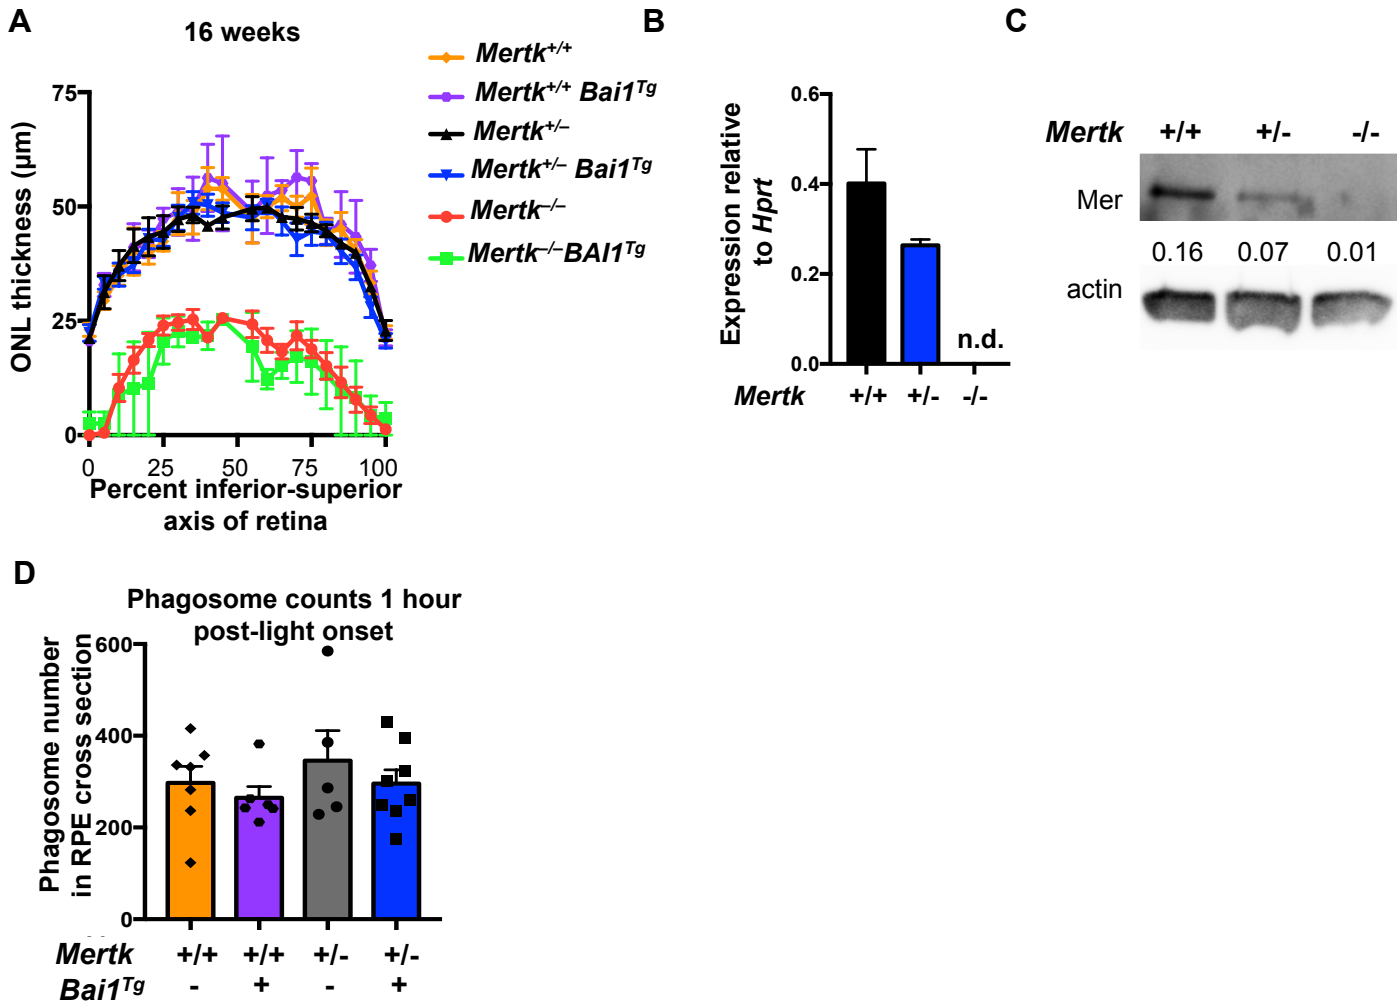 A
16 weeks
Mertk+/+
Mertk+/+ Bai1Tg
Mertk+/–
Mertk+/– Bai1Tg
Mertk–/–
Mertk–/–BAI1Tg
ONL thickness (µm)
75
50
25
0
0 25 50 75 100
Percent inferior-superior
axis of retina
B
Expression relative
to Hprt
0.6
0.4
0.2
0.0
n.d.
Mertk +/+ +/- -/-
C
Mertk +/+ +/- -/-
Mer
0.16 0.07 0.01
actin
D
Phagosome counts 1 hour
post-light onset
Phagosome number
in RPE cross section
600
400
200
0
Mertk +/+ +/+ +/- +/-
Bai1Tg - + - +